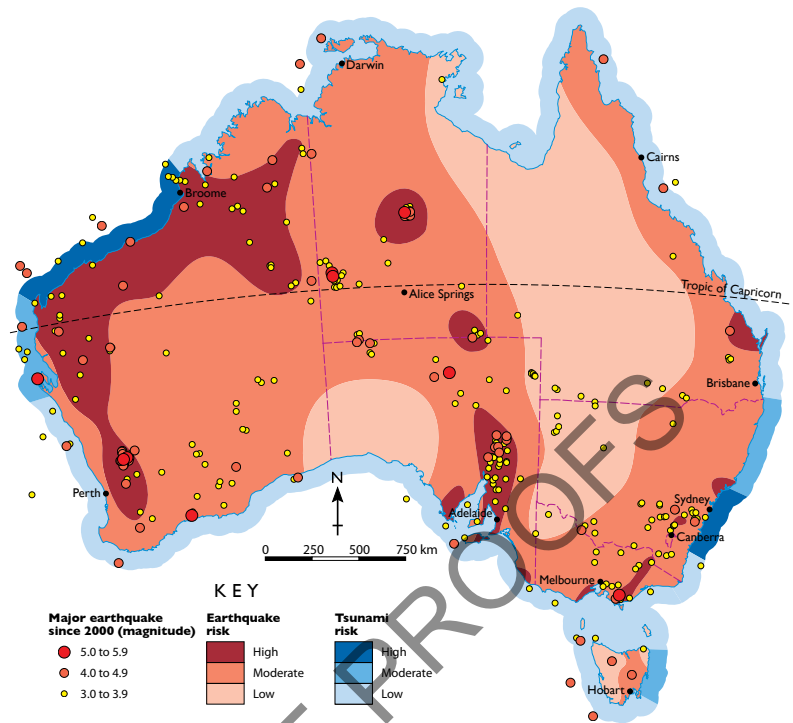 Darwin
Cairns
Broome
Tropic of Capricorn
Alice Springs
Brisbane
Perth
N
Adelaide
Sydney
Canberra
0 250 500 750 km
Melbourne
Hobart
KEY
Major earthquake
since 2000 (magnitude)
5.0 to 5.9
4.0 to 4.9
3.0 to 3.9
Earthquake
risk
High
Moderate
Low
Tsunami
risk
High
Moderate
Low
PROOFS